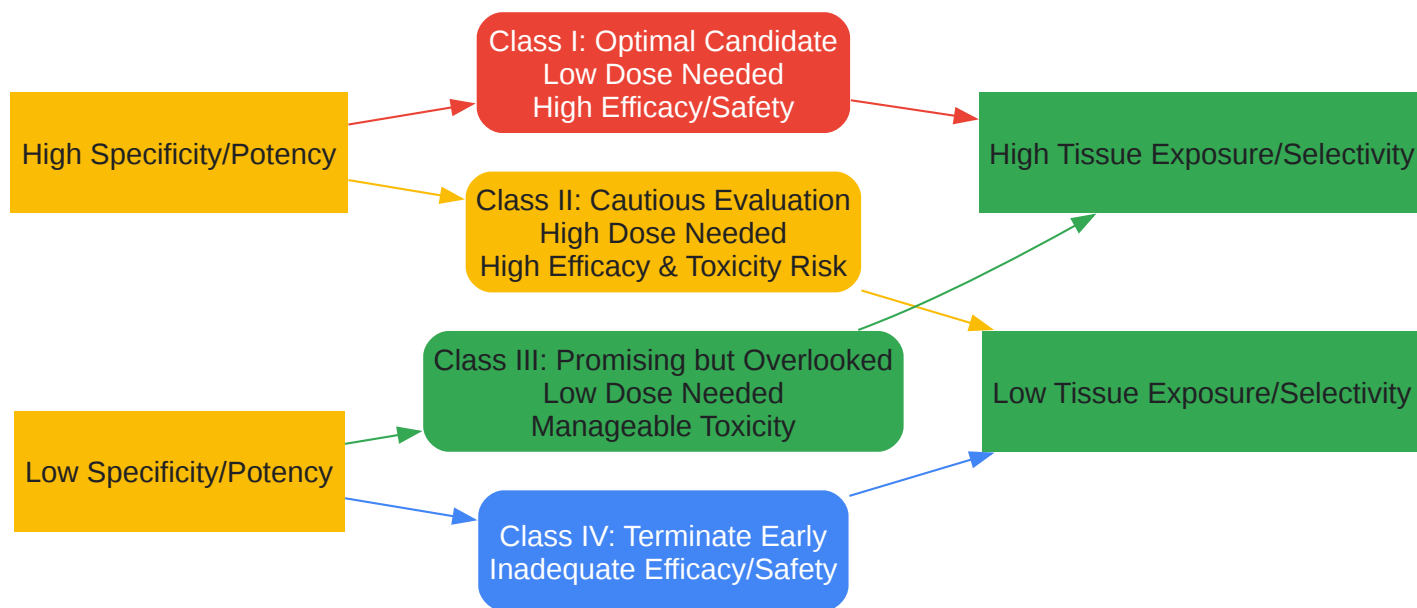 High Specificity/Potency
Low Specificity/Potency
Class I: Optimal Candidate
Low Dose Needed
High Efficacy/Safety
Class II: Cautious Evaluation
High Dose Needed
High Efficacy & Toxicity Risk
Class III: Promising but Overlooked
Low Dose Needed
Manageable Toxicity
Class IV: Terminate Early
Inadequate Efficacy/Safety
High Tissue Exposure/Selectivity
Low Tissue Exposure/Selectivity